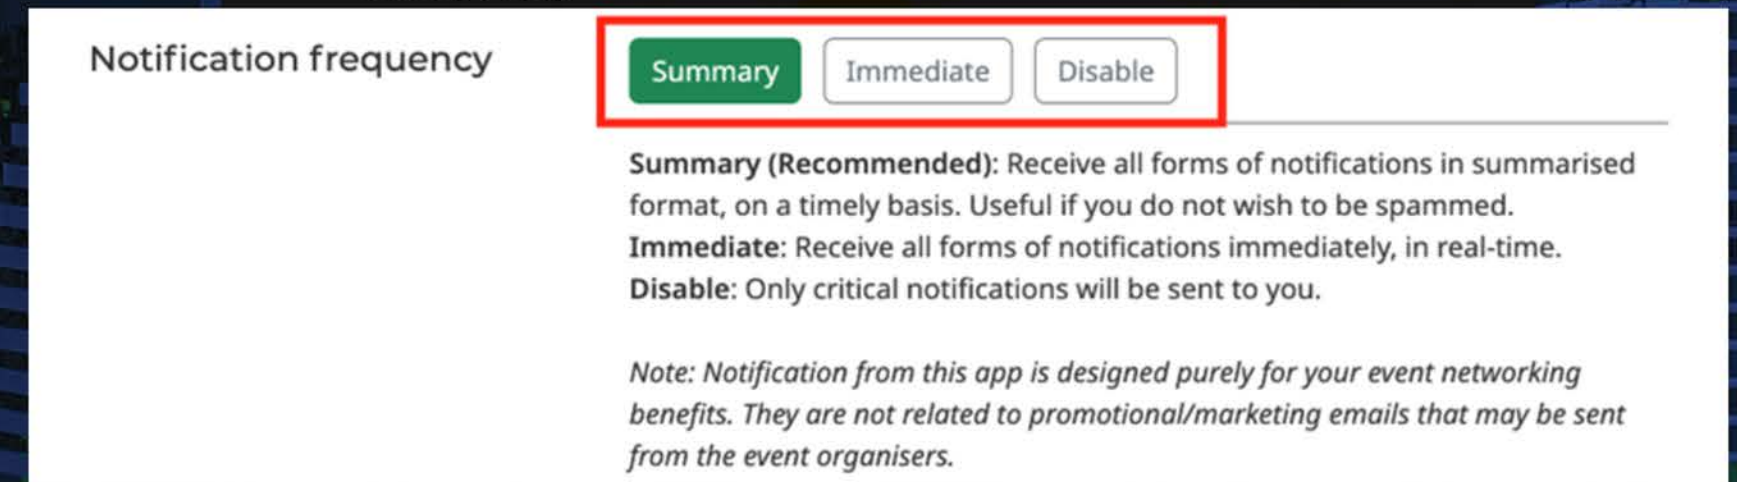 Notification frequency
Summary Immediate Disable
Summary (Recommended): Receive all forms of notifications in summarised
format, on a timely basis. Useful if you do not wish to be spammed.
Immediate: Receive all forms of notifications immediately, in real-time.
Disable: Only critical notifications will be sent to you.
Note: Notification from this app is designed purely for your event networking
benefits. They are not related to promotional/marketing emails that may be sent
from the event organisers.